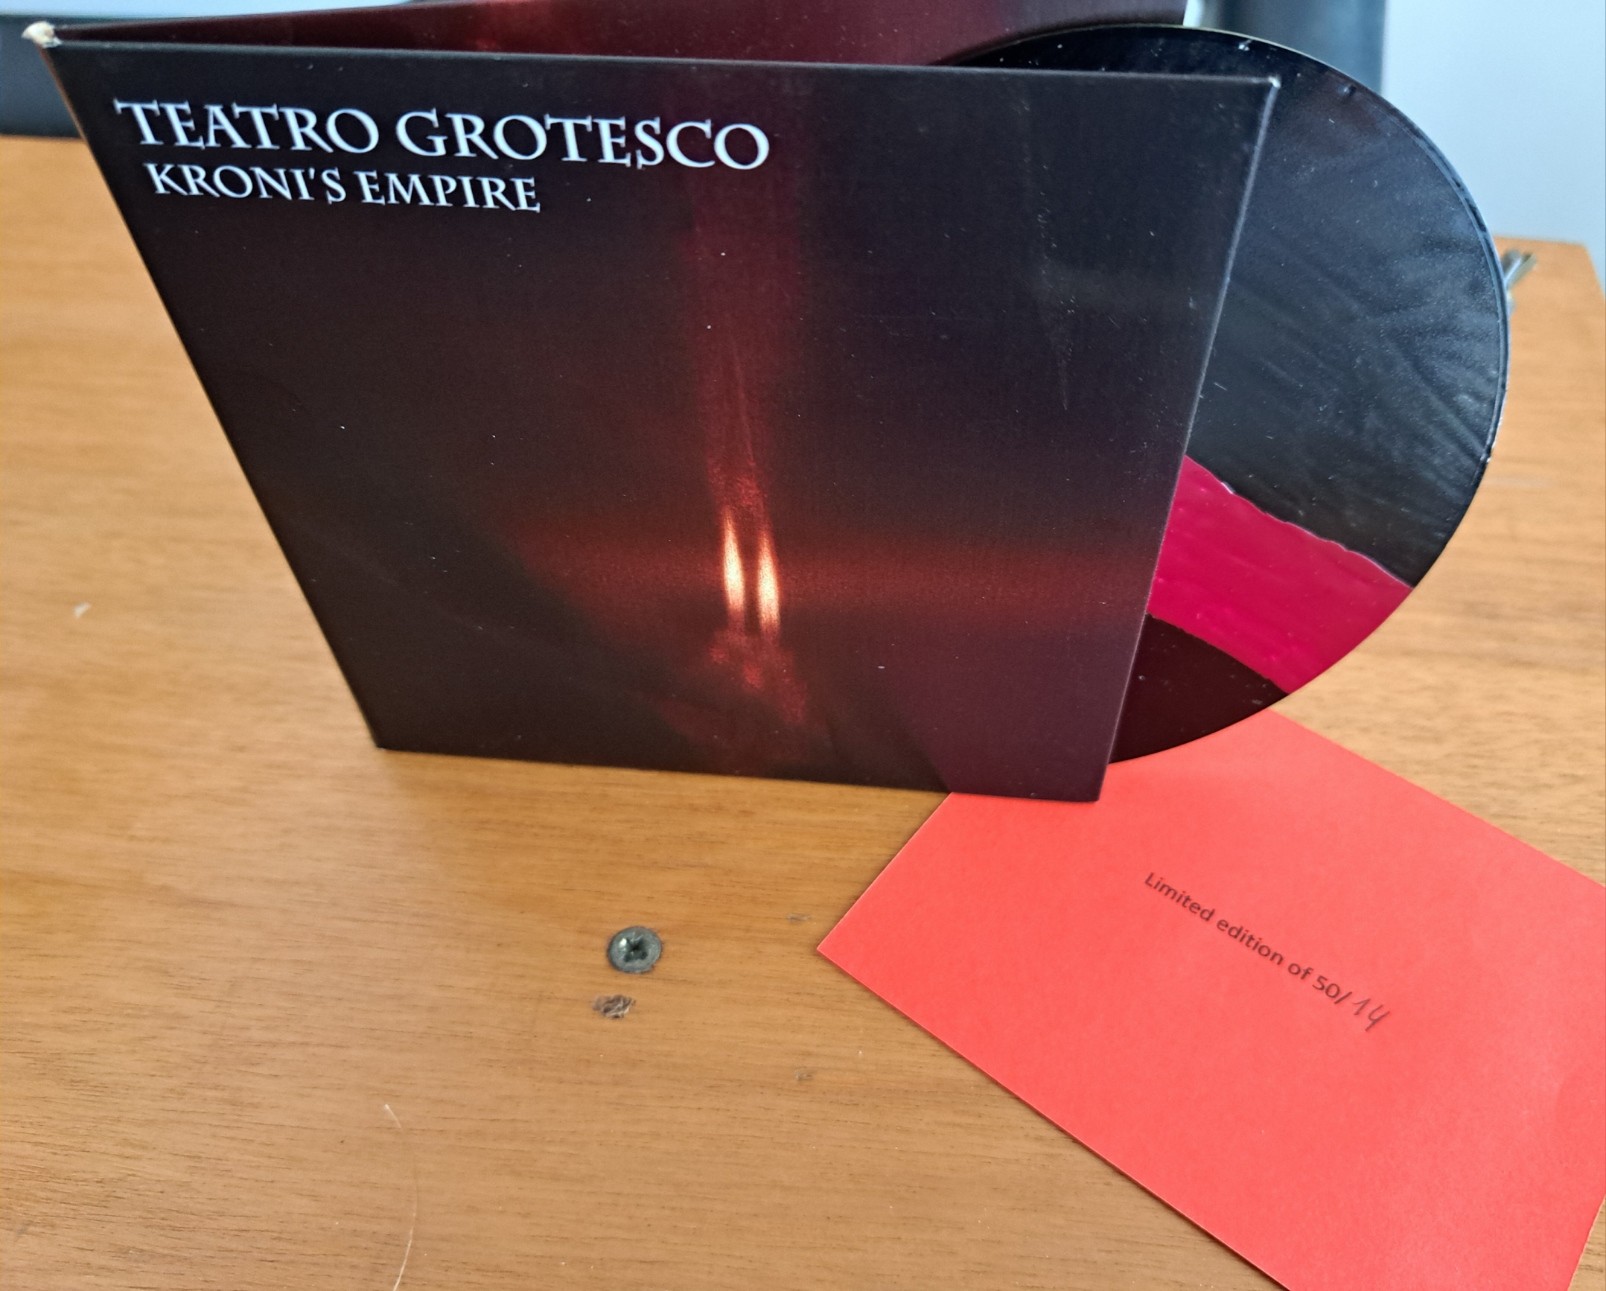 TEATRO GROTESCO
KRONI'S EMPIRE
Limited edition of 50/14